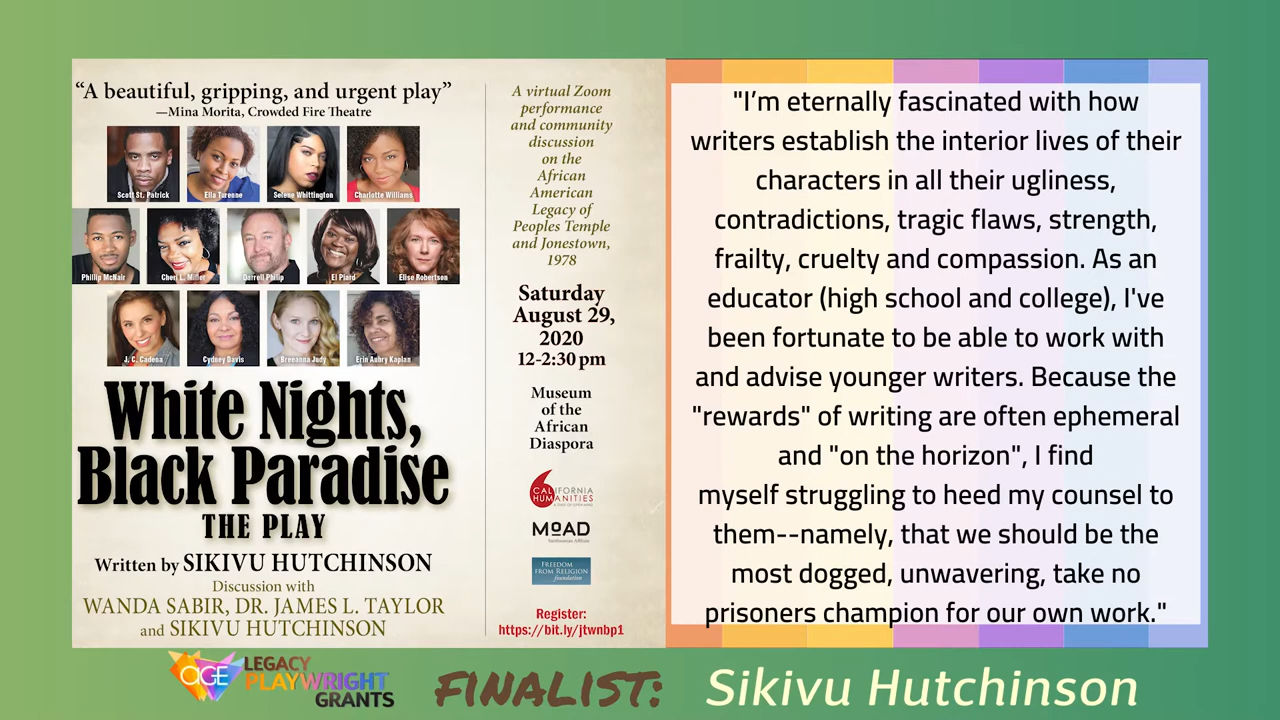 “A beautiful, gripping, and urgent play”
—Mina Morita, Crowded Fire Theatre
Scott St. Patrick
Ella Turenne
Selene Whittington
Charlotte Williams
Phillip McNair
Cheri L. Miller
Darrell Philip
El Piard
Elise Robertson
J. C. Cadena
Cydney Davis
Breeanna Judy
Erin Aubry Kaplan
White Nights,
Black Paradise
THE PLAY
Written by SIKIVU HUTCHINSON
Discussion with
WANDA SABIR, DR. JAMES L. TAYLOR
and SIKIVU HUTCHINSON
A virtual Zoom
performance
and community
discussion
on the
African
American
Legacy of
Peoples Temple
and Jonestown,
1978
Saturday
August 29,
2020
12-2:30 pm
Museum
of the
African
Diaspora
CALIFORNIA
HUMANITIES
MOAD
FREEDOM
FROM RELIGION
foundation
Register:
https://bit.ly/jtwnbp1
"I’m eternally fascinated with how
writers establish the interior lives of their
characters in all their ugliness,
contradictions, tragic flaws, strength,
frailty, cruelty and compassion. As an
educator (high school and college), I've
been fortunate to be able to work with
and advise younger writers. Because the
"rewards" of writing are often ephemeral
and "on the horizon", I find
myself struggling to heed my counsel to
them--namely, that we should be the
most dogged, unwavering, take no
prisoners champion for our own work."
AGE
LEGACY
PLAYWRIGHT
GRANTS
FINALIST:
Sikivu Hutchinson